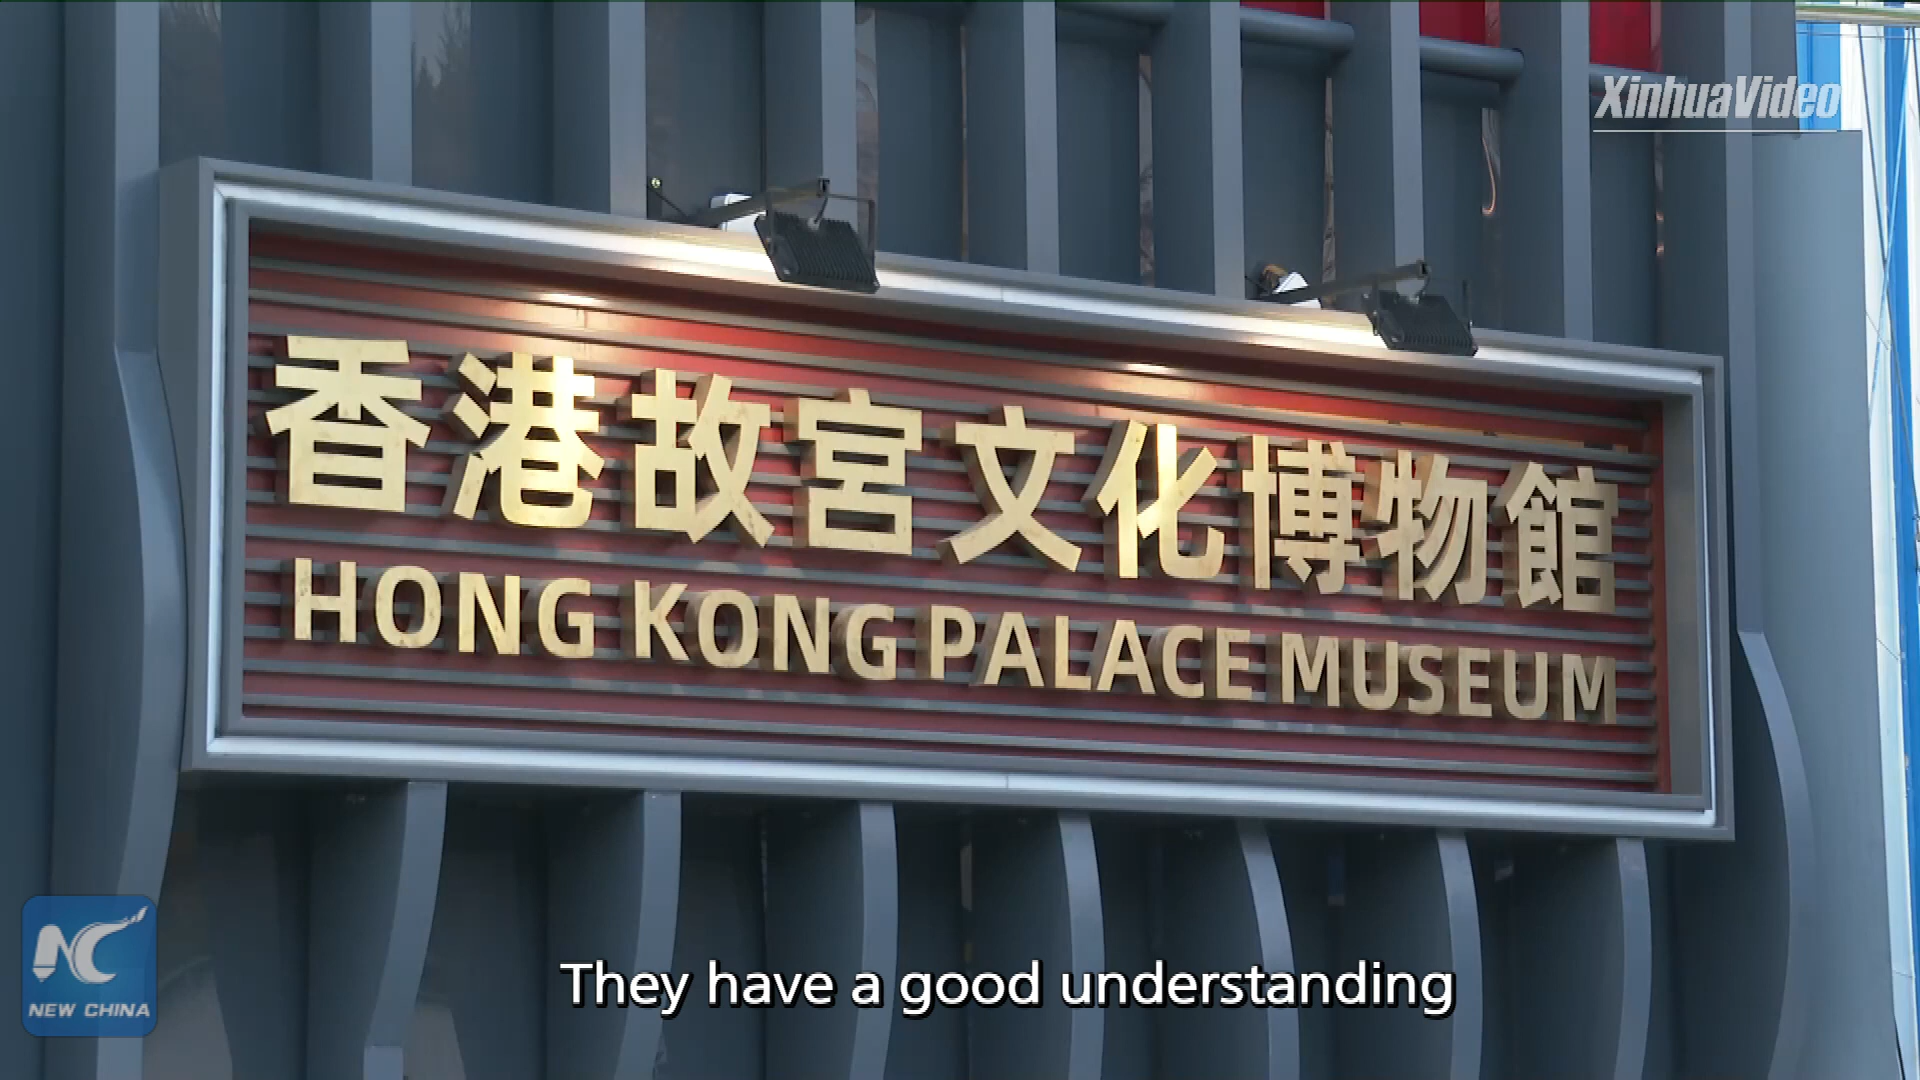 XinhuaVideo
香港故宮文化博物館
HONG KONG PALACE MUSEUM
NC
NEW CHINA
They have a good understanding